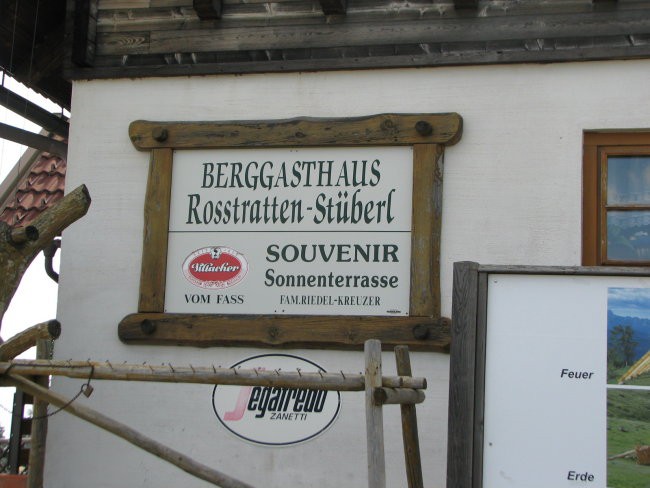 BERGGASTHAUS
Rosstratten-Stüberl
SOUVENIR
Villacher
Sonnenterrasse
VOM FASS
FAM.RIEDEL-KREUZER
Segafredo
ZANETTI
Feuer
Erde